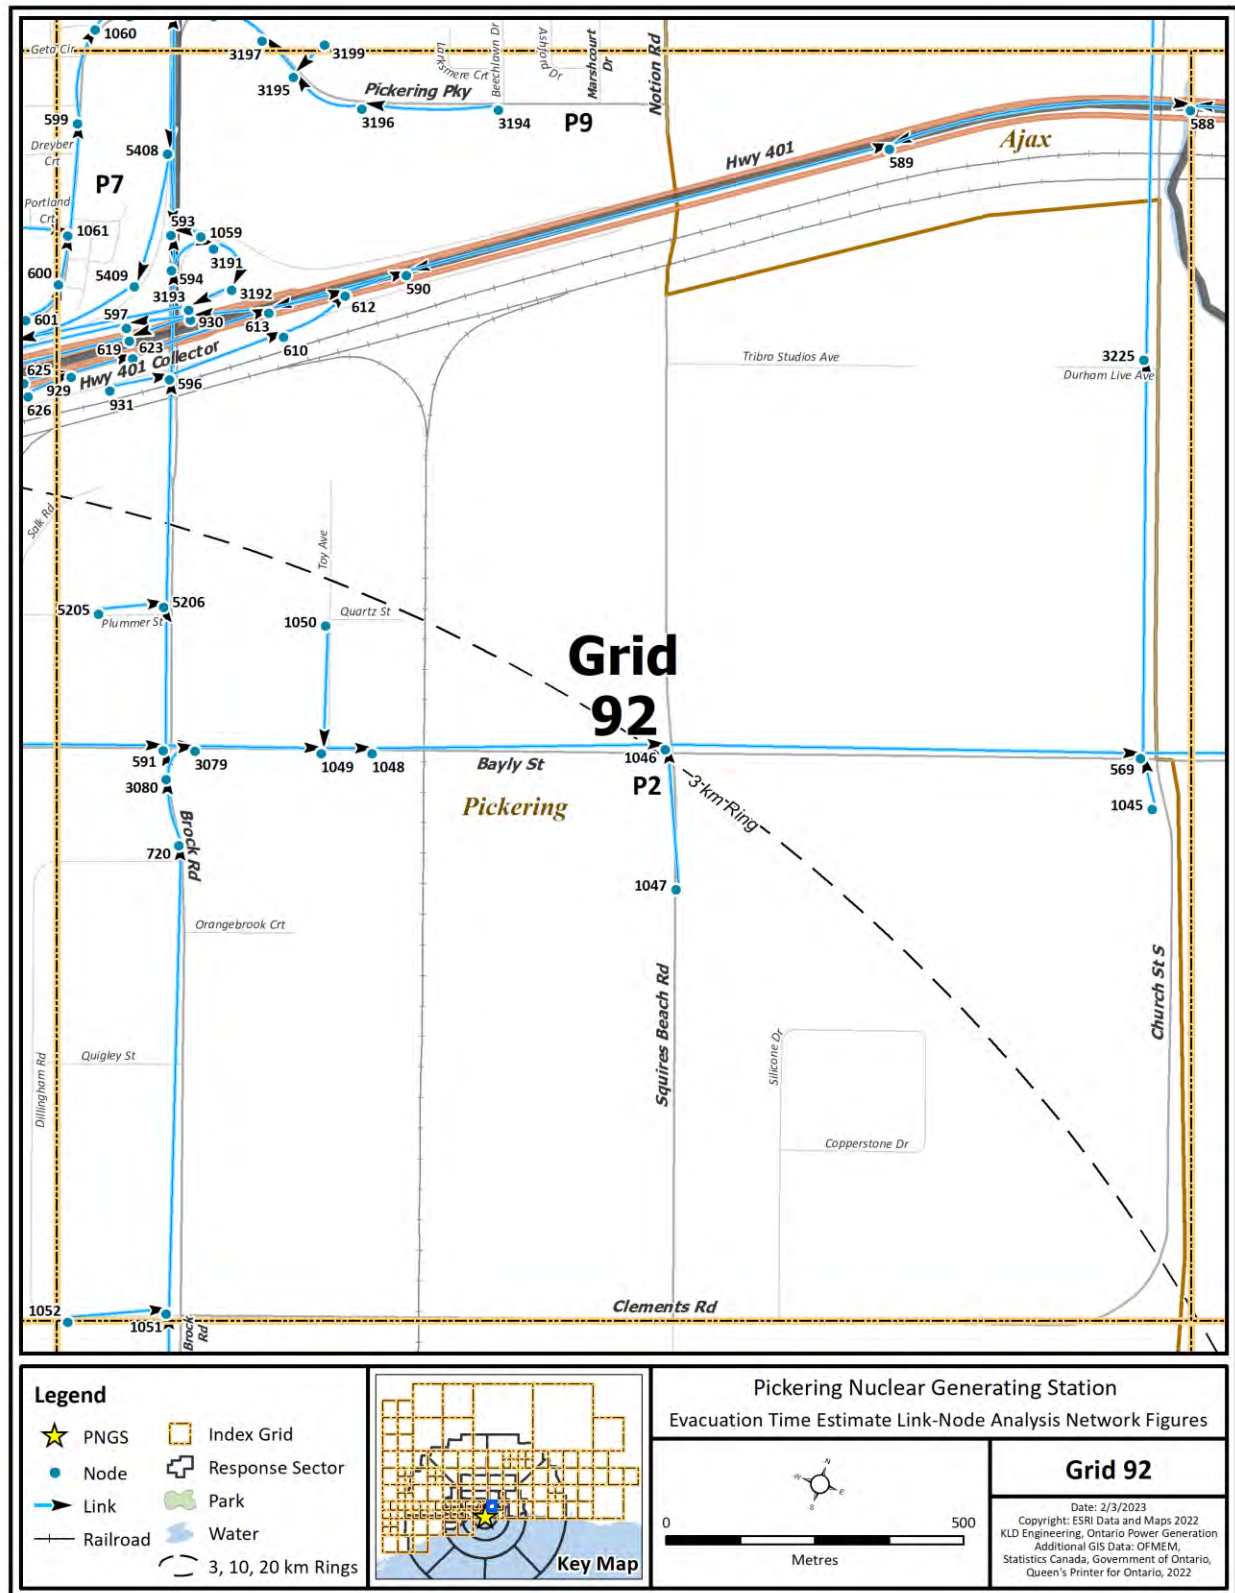 1060
Geta Cir
3197
3199
Larksmere Crt
Beechlawn Dr
Ashford Dr
Marshcourt Dr
Notion Rd
3195
Pickering Pky
3196
3194
P9
599
588
Dreyber Crt
5408
Hwy 401
589
Ajax
P7
Portland Crt
1061
593
1059
3191
600
5409
594
590
3193
3192
612
601
597
930
613
619
623
610
Hwy 401 Collector
625
929
596
626
931
Tribro Studios Ave
3225
Durham Live Ave
Salk Rd
Toy Ave
5205
5206
Plummer St
1050
Quartz St
Grid
92
591
3079
1049
1048
1046
Bayly St
569
3080
P2
3 km Ring
Pickering
1045
Brock Rd
720
1047
Orangebrook Crt
Squires Beach Rd
Church St S
Dillingham Rd
Quigley St
Silicone Dr
Copperstone Dr
1052
1051
Brock Rd
Clements Rd
Legend
PNGS
Node
Link
Railroad
Index Grid
Response Sector
Park
Water
3, 10, 20 km Rings
Key Map
Pickering Nuclear Generating Station
Evacuation Time Estimate Link-Node Analysis Network Figures
N
W
E
S
0
500
Metres
Grid 92
Date: 2/3/2023
Copyright: ESRI Data and Maps 2022
KLD Engineering, Ontario Power Generation
Additional GIS Data: OFMEM,
Statistics Canada, Government of Ontario,
Queen's Printer for Ontario, 2022